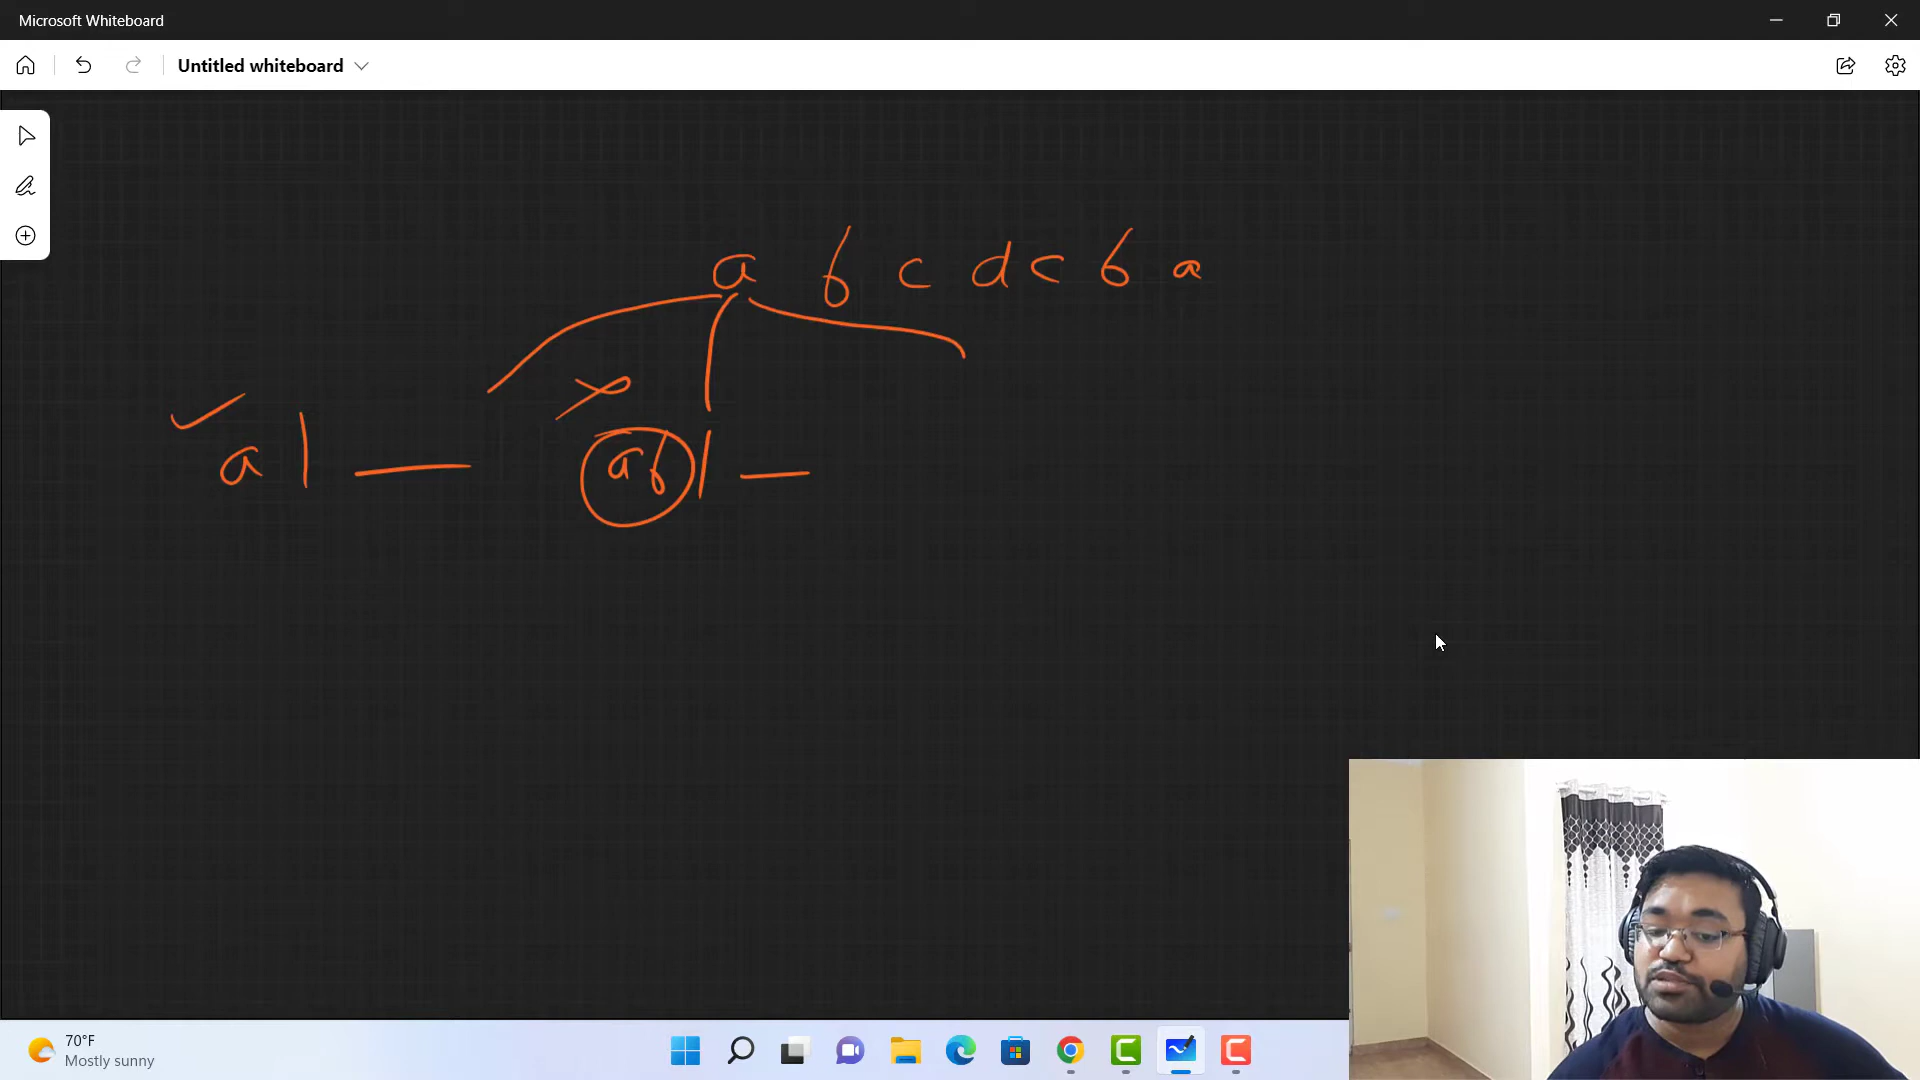 Microsoft Whiteboard
Untitled whiteboard
a b c d c b a
a | — ab | —
70°F
Mostly sunny